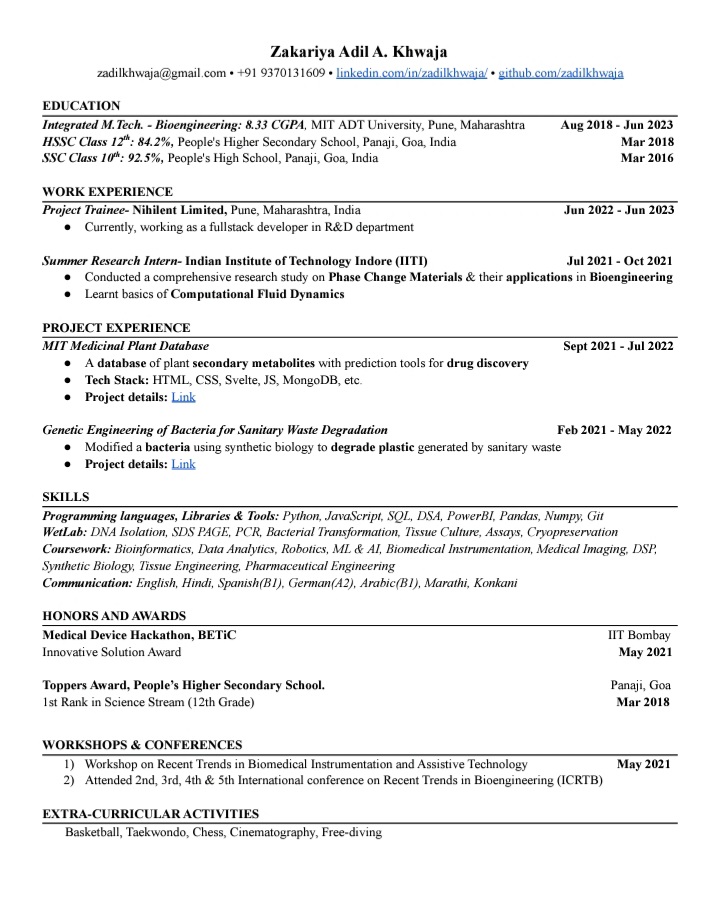 Zakariya Adil A. Khwaja
zadilkhwaja@gmail.com • +91 9370131609 • linkedin.com/in/zadilkhwaja/ • github.com/zadilkhwaja
EDUCATION
Integrated M.Tech. - Bioengineering: 8.33 CGPA, MIT ADT University, Pune, Maharashtra Aug 2018 - Jun 2023
HSSC Class 12th: 84.2%, People's Higher Secondary School, Panaji, Goa, India Mar 2018
SSC Class 10th: 92.5%, People's High School, Panaji, Goa, India Mar 2016
WORK EXPERIENCE
Project Trainee- Nihilent Limited, Pune, Maharashtra, India Jun 2022 - Jun 2023
● Currently, working as a fullstack developer in R&D department
Summer Research Intern- Indian Institute of Technology Indore (IITI) Jul 2021 - Oct 2021
● Conducted a comprehensive research study on Phase Change Materials & their applications in Bioengineering
● Learnt basics of Computational Fluid Dynamics
PROJECT EXPERIENCE
MIT Medicinal Plant Database Sept 2021 - Jul 2022
● A database of plant secondary metabolites with prediction tools for drug discovery
● Tech Stack: HTML, CSS, Svelte, JS, MongoDB, etc.
● Project details: Link
Genetic Engineering of Bacteria for Sanitary Waste Degradation Feb 2021 - May 2022
● Modified a bacteria using synthetic biology to degrade plastic generated by sanitary waste
● Project details: Link
SKILLS
Programming languages, Libraries & Tools: Python, JavaScript, SQL, DSA, PowerBI, Pandas, Numpy, Git
WetLab: DNA Isolation, SDS PAGE, PCR, Bacterial Transformation, Tissue Culture, Assays, Cryopreservation
Coursework: Bioinformatics, Data Analytics, Robotics, ML & AI, Biomedical Instrumentation, Medical Imaging, DSP,
Synthetic Biology, Tissue Engineering, Pharmaceutical Engineering
Communication: English, Hindi, Spanish(B1), German(A2), Arabic(B1), Marathi, Konkani
HONORS AND AWARDS
Medical Device Hackathon, BETiC IIT Bombay
Innovative Solution Award May 2021
Toppers Award, People’s Higher Secondary School. Panaji, Goa
1st Rank in Science Stream (12th Grade) Mar 2018
WORKSHOPS & CONFERENCES
1) Workshop on Recent Trends in Biomedical Instrumentation and Assistive Technology May 2021
2) Attended 2nd, 3rd, 4th & 5th International conference on Recent Trends in Bioengineering (ICRTB)
EXTRA-CURRICULAR ACTIVITIES
Basketball, Taekwondo, Chess, Cinematography, Free-diving